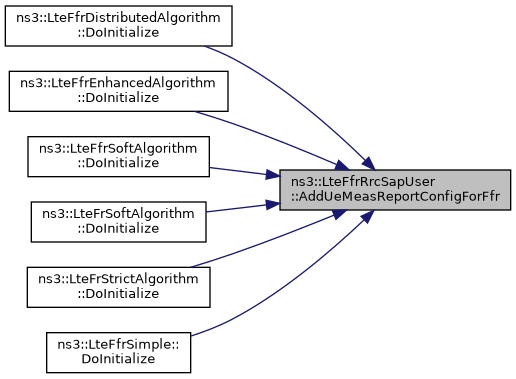 ns3::LteFfrDistributedAlgorithm
::DoInitialize
ns3::LteFfrEnhancedAlgorithm
::DoInitialize
ns3::LteFfrSoftAlgorithm
::DoInitialize
ns3::LteFrSoftAlgorithm
::DoInitialize
ns3::LteFrStrictAlgorithm
::DoInitialize
ns3::LteFfrSimple::
DoInitialize
ns3::LteFfrRrcSapUser
::AddUeMeasReportConfigForFfr